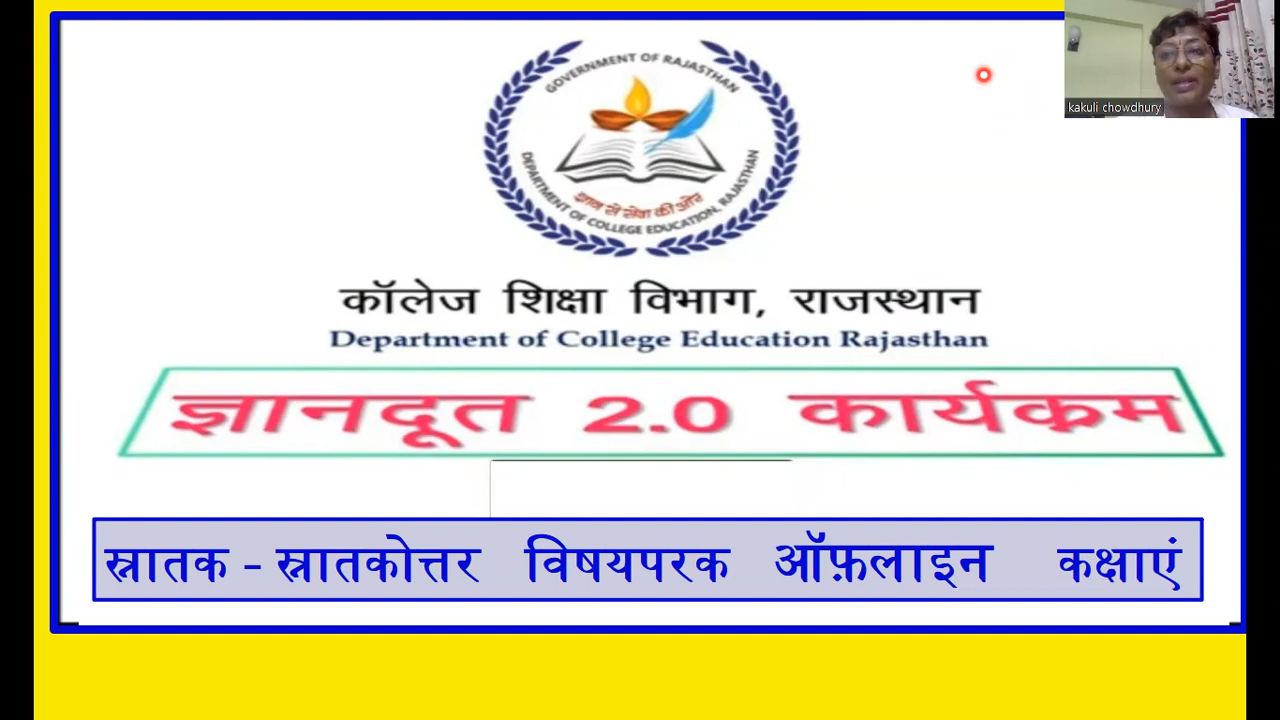 GOVERNMENT OF RAJASTHAN
ज्ञान से सेवा की ओर
DEPARTMENT OF COLLEGE EDUCATION, RAJASTHAN
kakuli chowdhury
कॉलेज शिक्षा विभाग, राजस्थान
Department of College Education Rajasthan
ज्ञानदूत 2.0 कार्यक्रम
स्नातक - स्नातकोत्तर विषयपरक ऑफ़लाइन कक्षाएं